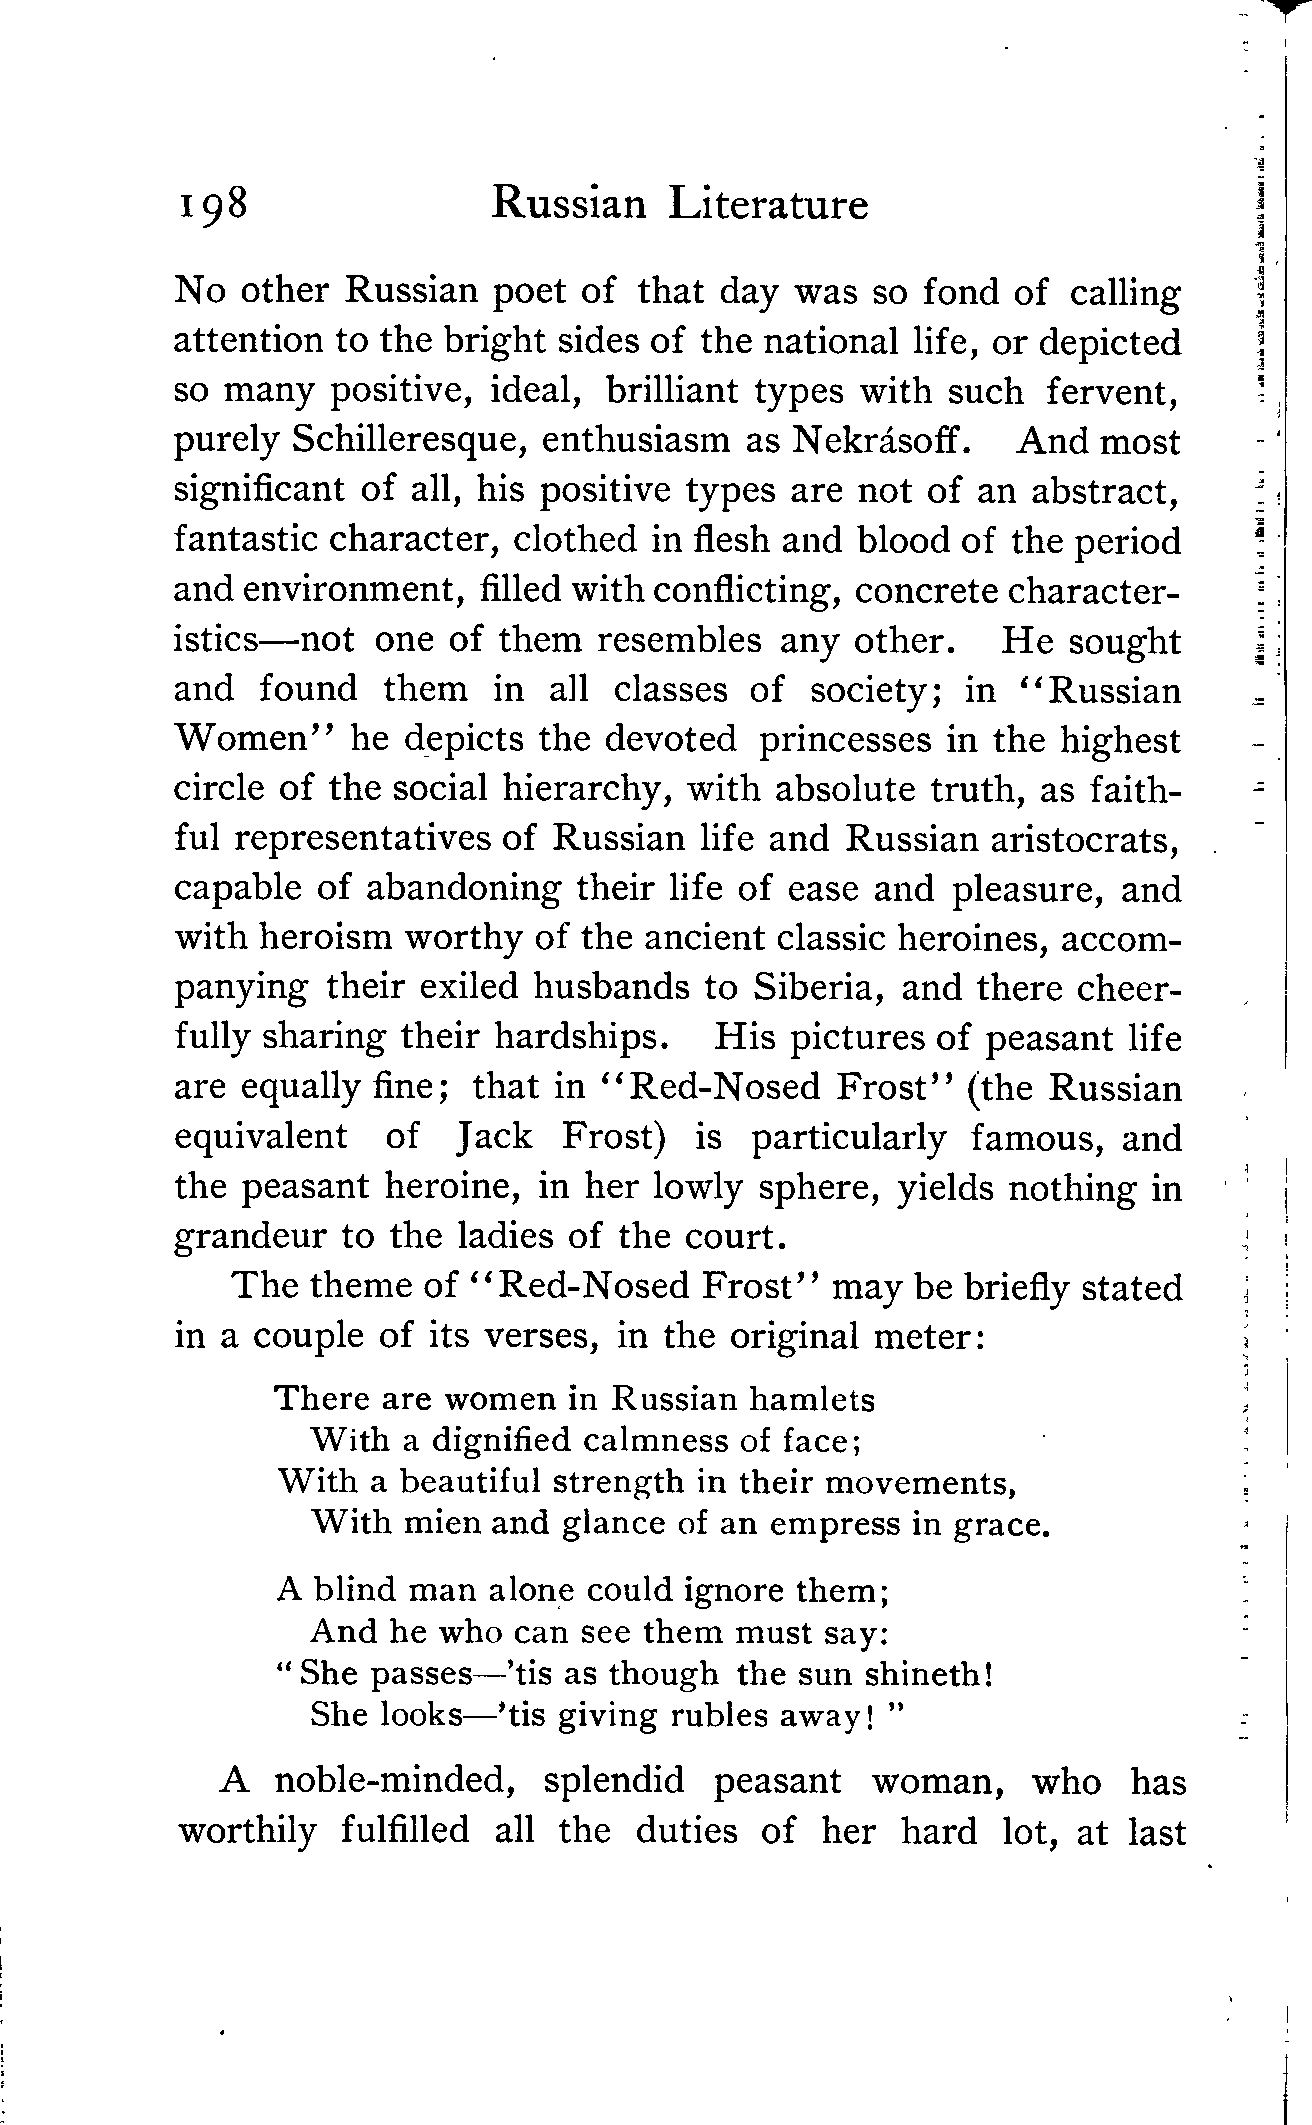 198 Russian Literature
No other Russian poet of that day was so fond of calling
attention to the bright sides of the national life, or depicted
so many positive, ideal, brilliant types with such fervent,
purely Schilleresque, enthusiasm as Nekrásoff. And most
significant of all, his positive types are not of an abstract,
fantastic character, clothed in flesh and blood of the period
and environment, filled with conflicting, concrete character-
istics—not one of them resembles any other. He sought
and found them in all classes of society; in “Russian
Women” he depicts the devoted princesses in the highest
circle of the social hierarchy, with absolute truth, as faith-
ful representatives of Russian life and Russian aristocrats,
capable of abandoning their life of ease and pleasure, and
with heroism worthy of the ancient classic heroines, accom-
panying their exiled husbands to Siberia, and there cheer-
fully sharing their hardships. His pictures of peasant life
are equally fine; that in “Red-Nosed Frost” (the Russian
equivalent of Jack Frost) is particularly famous, and
the peasant heroine, in her lowly sphere, yields nothing in
grandeur to the ladies of the court.
The theme of “Red-Nosed Frost” may be briefly stated
in a couple of its verses, in the original meter:
There are women in Russian hamlets
With a dignified calmness of face;
With a beautiful strength in their movements,
With mien and glance of an empress in grace.
A blind man alone could ignore them;
And he who can see them must say:
“She passes—’tis as though the sun shineth!
She looks—’tis giving rubles away!”
A noble-minded, splendid peasant woman, who has
worthily fulfilled all the duties of her hard lot, at last